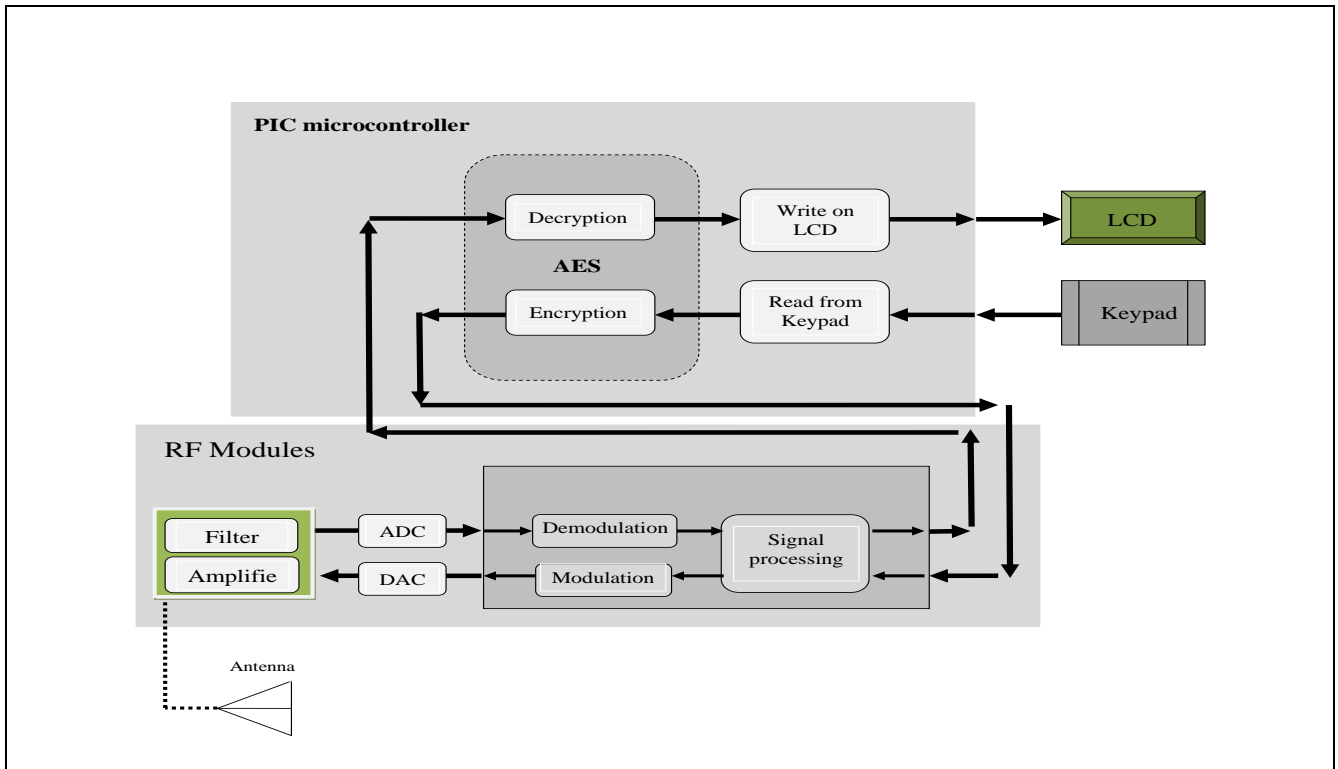 PIC microcontroller
Decryption
Write on
LCD
LCD
AES
Encryption
Read from
Keypad
Keypad
RF Modules
Filter
Amplifie
ADC
DAC
Demodulation
Modulation
Signal
processing
Antenna